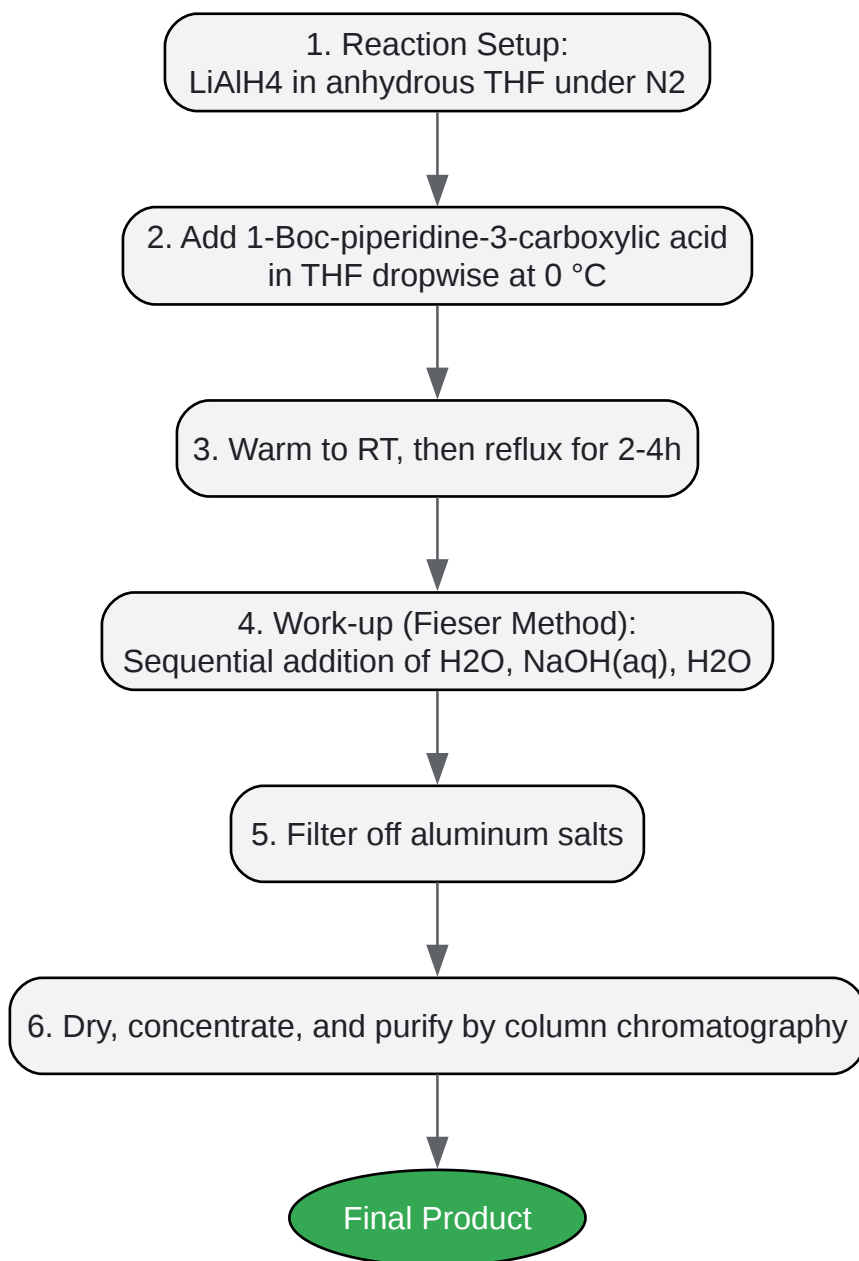 1. Reaction Setup:
LiAlH4 in anhydrous THF under N2
2. Add 1-Boc-piperidine-3-carboxylic acid
in THF dropwise at 0 °C
3. Warm to RT, then reflux for 2-4h
4. Work-up (Fieser Method):
Sequential addition of H2O, NaOH(aq), H2O
5. Filter off aluminum salts
6. Dry, concentrate, and purify by column chromatography
Final Product